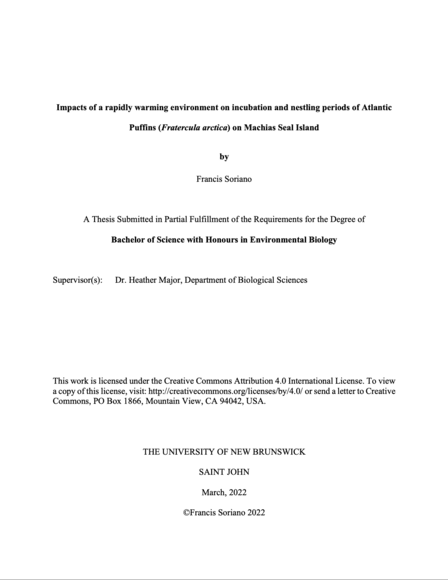 Impacts of a rapidly warming environment on incubation and nestling periods of Atlantic
Puffins (Fratercula arctica) on Machias Seal Island
by
Francis Soriano
A Thesis Submitted in Partial Fulfillment of the Requirements for the Degree of
Bachelor of Science with Honours in Environmental Biology
Supervisor(s): Dr. Heather Major, Department of Biological Sciences
This work is licensed under the Creative Commons Attribution 4.0 International License. To view
a copy of this license, visit: http://creativecommons.org/licenses/by/4.0/ or send a letter to Creative
Commons, PO Box 1866, Mountain View, CA 94042, USA.
THE UNIVERSITY OF NEW BRUNSWICK
SAINT JOHN
March, 2022
©Francis Soriano 2022